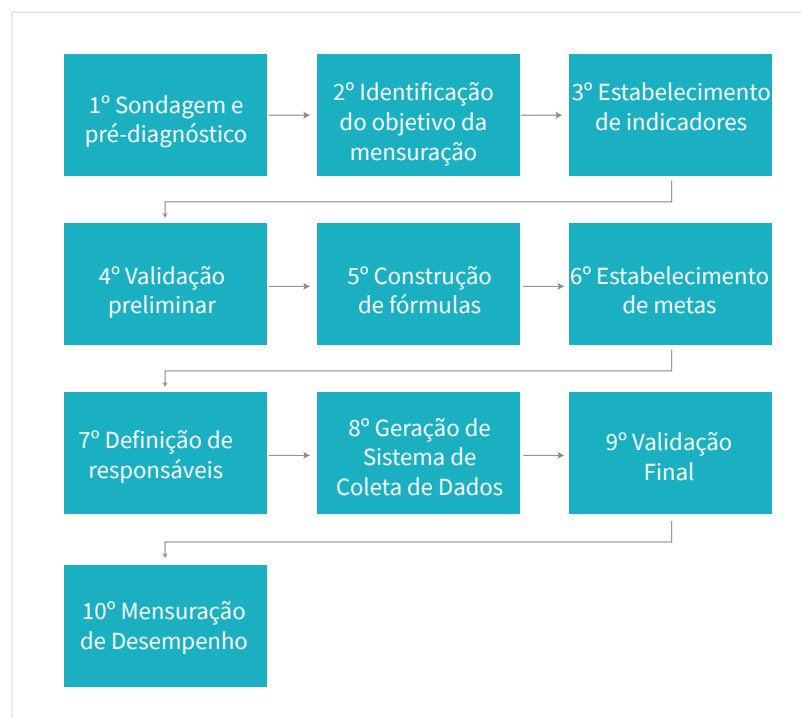 1º Sondagem e
pré-diagnóstico
2º Identificação
do objetivo da
mensuração
3º Estabelecimento
de indicadores
4º Validação
preliminar
5º Construção
de fórmulas
6º Estabelecimento
de metas
7º Definição de
responsáveis
8º Geração de
Sistema de
Coleta de Dados
9º Validação
Final
10º Mensuração
de Desempenho